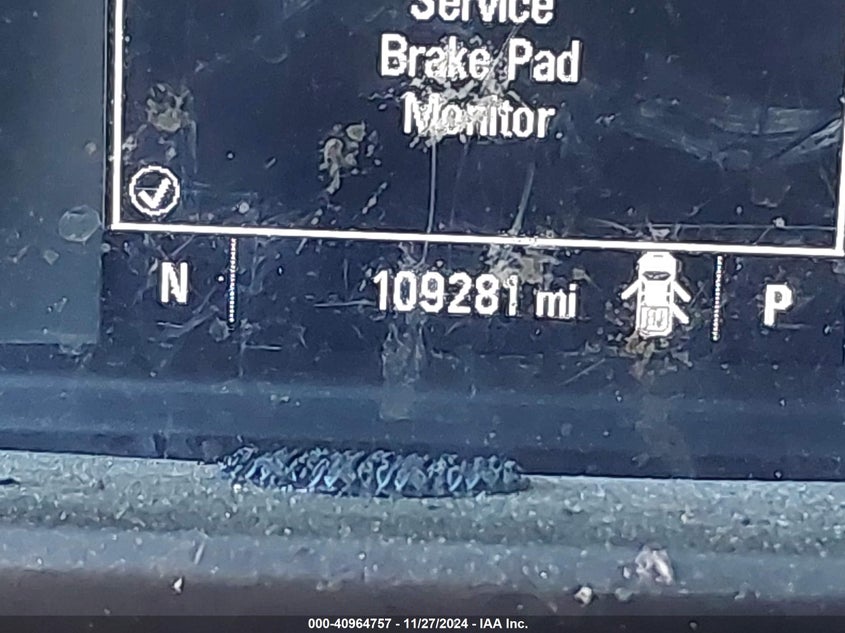 Service
Brake Pad
Monitor
N 109281 mi P
000-40964757 - 11/27/2024 - IAA Inc.